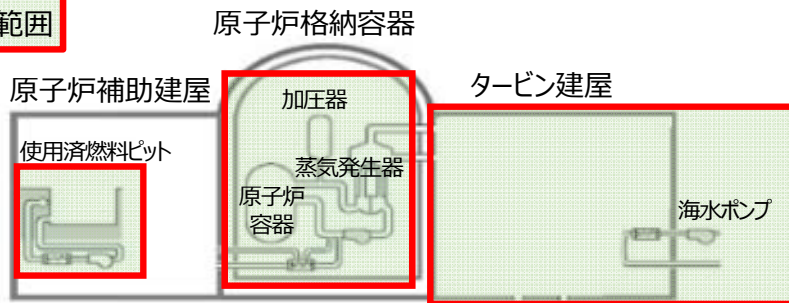 範囲
原子炉格納容器
原子炉補助建屋
タービン建屋
加圧器
使用済燃料ピット
蒸気発生器
原子炉
容器
海水ポンプ